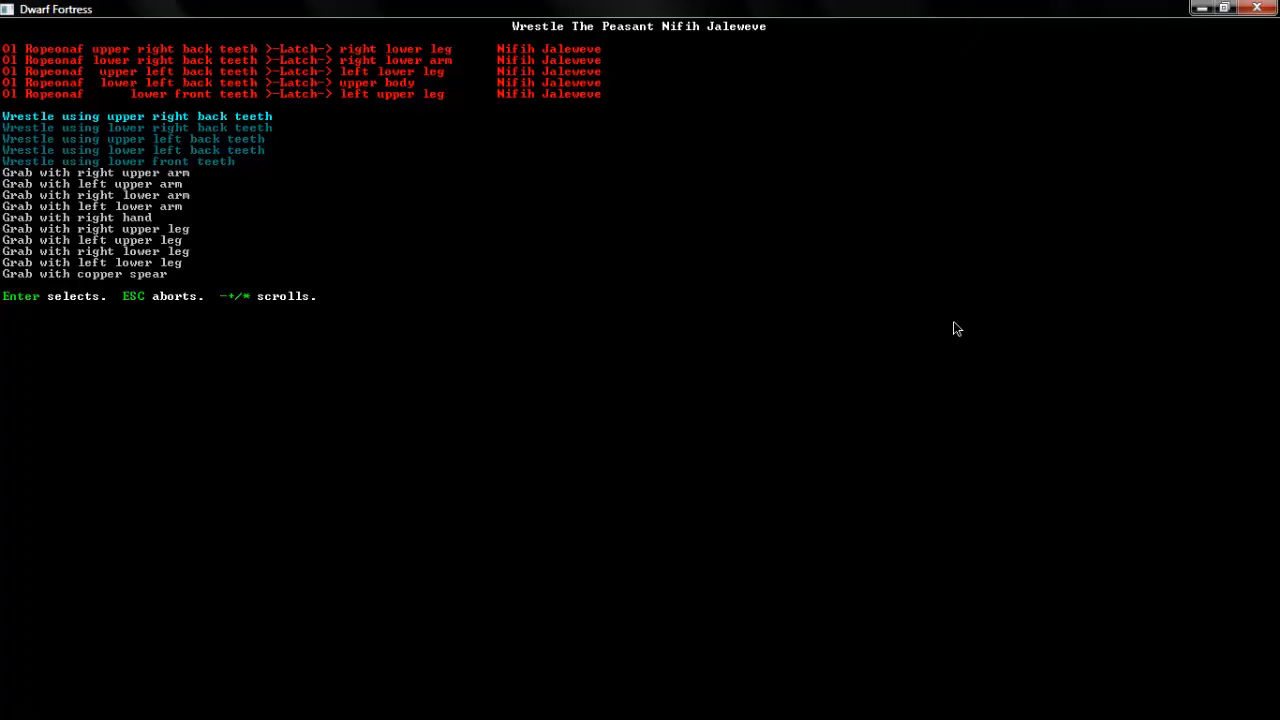 Dwarf Fortress
Wrestle The Peasant Nifih Jaleweve
Ol Ropeonaf upper right back teeth >-Latch-> right lower leg Nifih Jaleweve
Ol Ropeonaf lower right back teeth >-Latch-> right lower arm Nifih Jaleweve
Ol Ropeonaf upper left back teeth >-Latch-> left lower leg Nifih Jaleweve
Ol Ropeonaf lower left back teeth >-Latch-> upper body Nifih Jaleweve
Ol Ropeonaf lower front teeth >-Latch-> left upper leg Nifih Jaleweve
Wrestle using upper right back teeth
Wrestle using lower right back teeth
Wrestle using upper left back teeth
Wrestle using lower left back teeth
Wrestle using lower front teeth
Grab with right upper arm
Grab with left upper arm
Grab with right lower arm
Grab with left lower arm
Grab with right hand
Grab with right upper leg
Grab with left upper leg
Grab with right lower leg
Grab with left lower leg
Grab with copper spear
Enter selects. ESC aborts. -+/* scrolls.